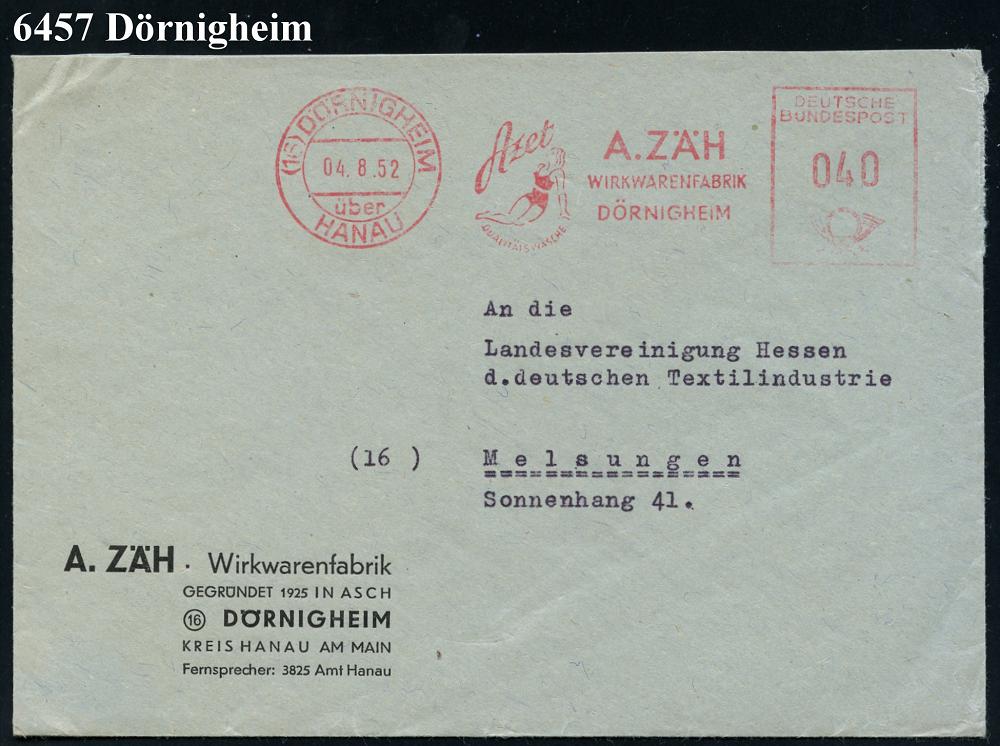 6457 Dörnigheim
(16) DÖRNIGHEIM
04. 8. 52
über
HANAU
Azet
QUALITÄTSWÄSCHE
A. ZÄH
WIRKWARENFABRIK
DÖRNIGHEIM
DEUTSCHE
BUNDESPOST
040
An die
Landesvereinigung Hessen
d.deutschen Textilindustrie
(16 ) Melsungen
Sonnenhang 41.
A. ZÄH · Wirkwarenfabrik
GEGRÜNDET 1925 IN ASCH
16 DÖRNIGHEIM
KREIS HANAU AM MAIN
Fernsprecher: 3825 Amt Hanau